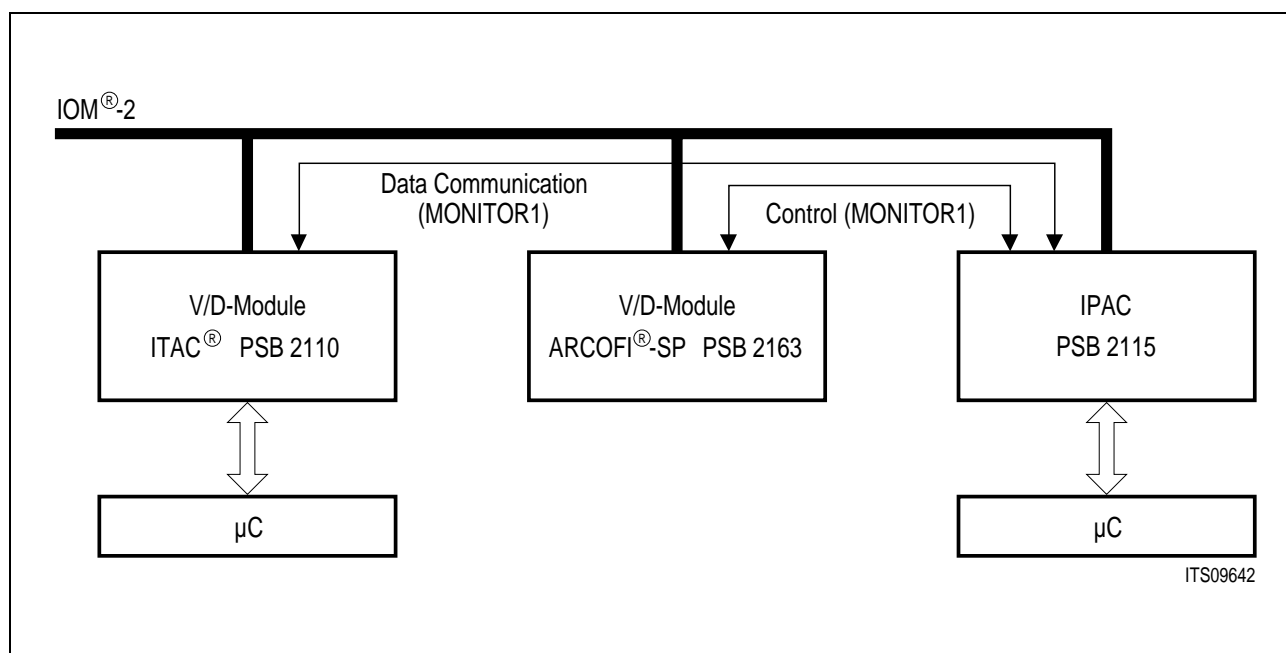 IOM®-2
Data Communication
(MONITOR1)
Control (MONITOR1)
V/D-Module
ITAC® PSB 2110
V/D-Module
ARCOFI®-SP PSB 2163
IPAC
PSB 2115
µC
µC
ITS09642